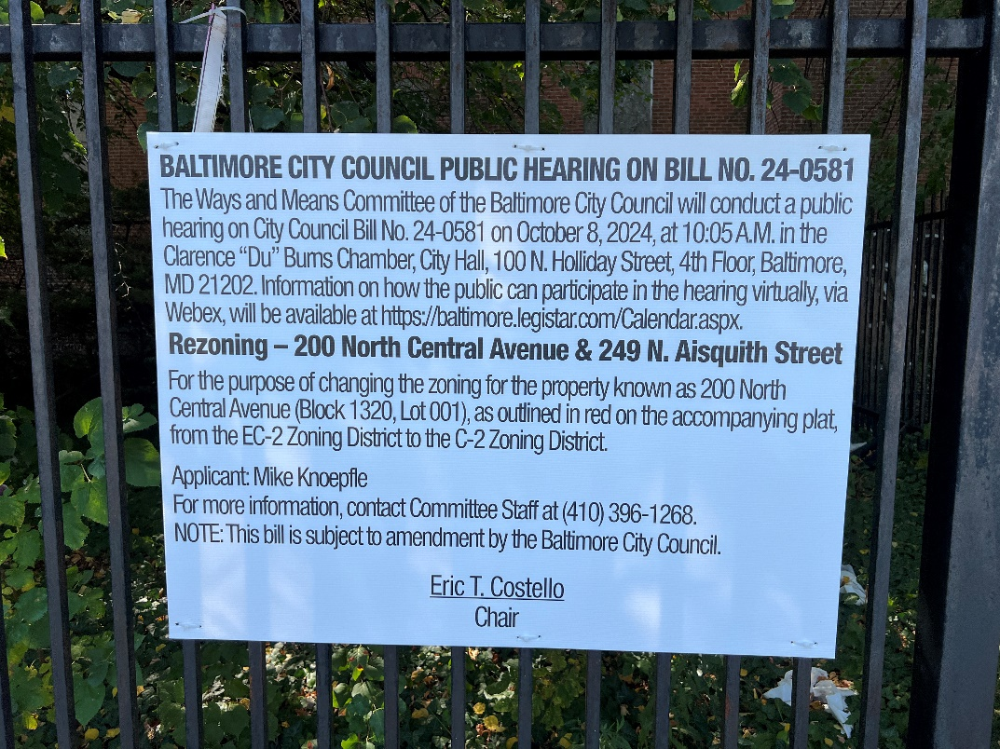 BALTIMORE CITY COUNCIL PUBLIC HEARING ON BILL NO. 24-0581
The Ways and Means Committee of the Baltimore City Council will conduct a public
hearing on City Council Bill No. 24-0581 on October 8, 2024, at 10:05 A.M. in the
Clarence “Du” Burns Chamber, City Hall, 100 N. Holliday Street, 4th Floor, Baltimore,
MD 21202. Information on how the public can participate in the hearing virtually, via
Webex, will be available at https://baltimore.legistar.com/Calendar.aspx.
Rezoning – 200 North Central Avenue & 249 N. Aisquith Street
For the purpose of changing the zoning for the property known as 200 North
Central Avenue (Block 1320, Lot 001), as outlined in red on the accompanying plat,
from the EC-2 Zoning District to the C-2 Zoning District.
Applicant: Mike Knoepfle
For more information, contact Committee Staff at (410) 396-1268.
NOTE: This bill is subject to amendment by the Baltimore City Council.
Eric T. Costello
Chair